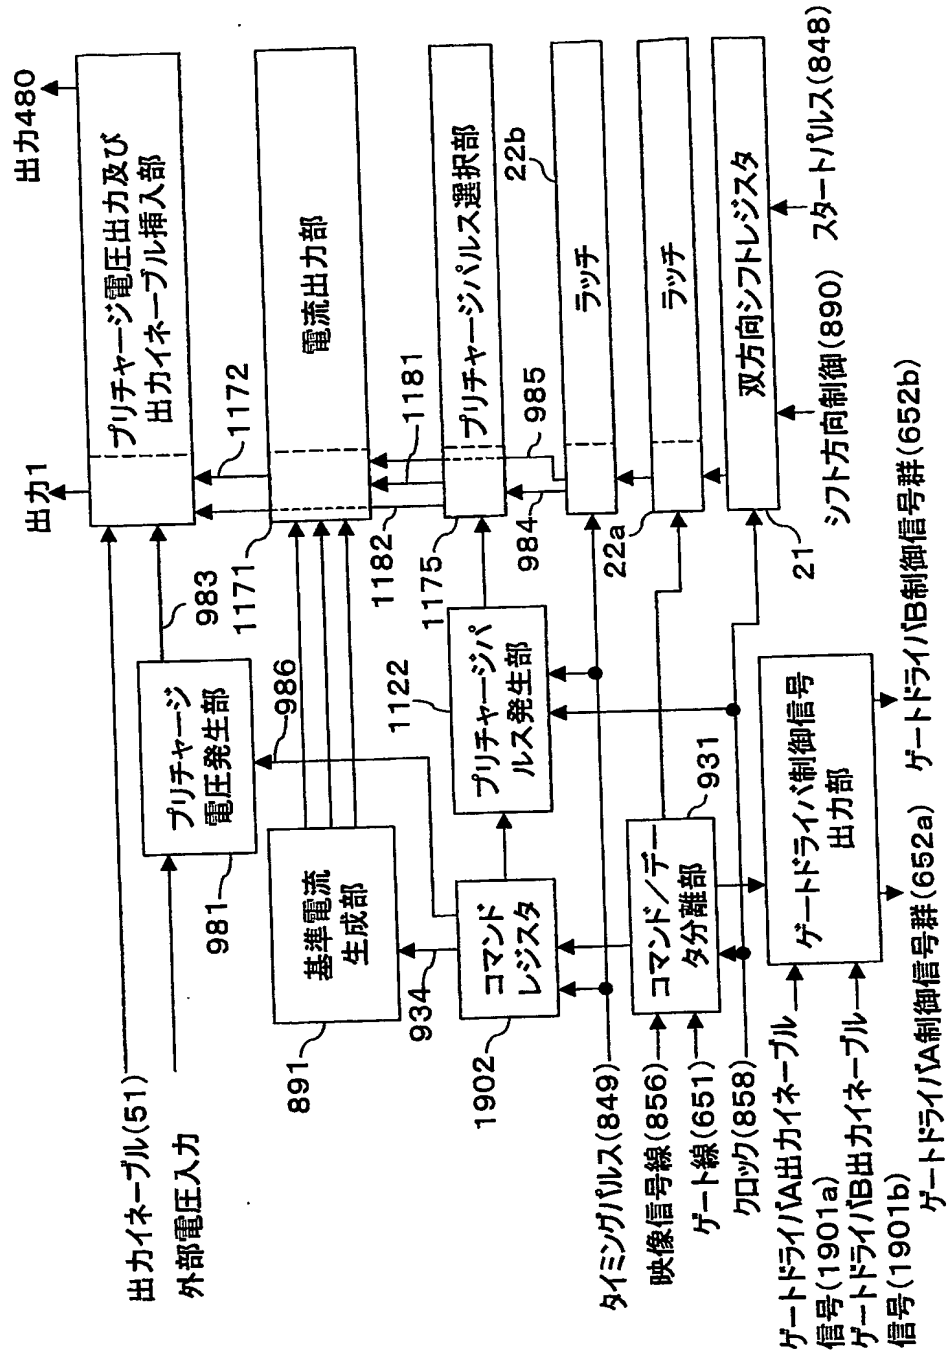 出力イネーブル(51)
外部電圧入力
981
プリチャージ
電圧発生部
983
986
出力1
出力480
プリチャージ電圧出力及び
出力イネーブル挿入部
1172
1171
電流出力部
891
基準電流
生成部
934
1182
1181
1175
プリチャージパルス選択部
1902
コマンド
レジスタ
1122
プリチャージパ
ルス発生部
984
985
22b
ラッチ
22a
ラッチ
タイミングパルス(849)
映像信号線(856)
ゲート線(651)
クロック(858)
コマンド/デー
タ分離部
931
21
双方向シフトレジスタ
シフト方向制御(890)
スタートパルス(848)
ゲートドライバ制御信号
出力部
ゲートドライバA出力イネーブル
信号(1901a)
ゲートドライバB出力イネーブル
信号(1901b)
ゲートドライバA制御信号群(652a)
ゲートドライバB制御信号群(652b)